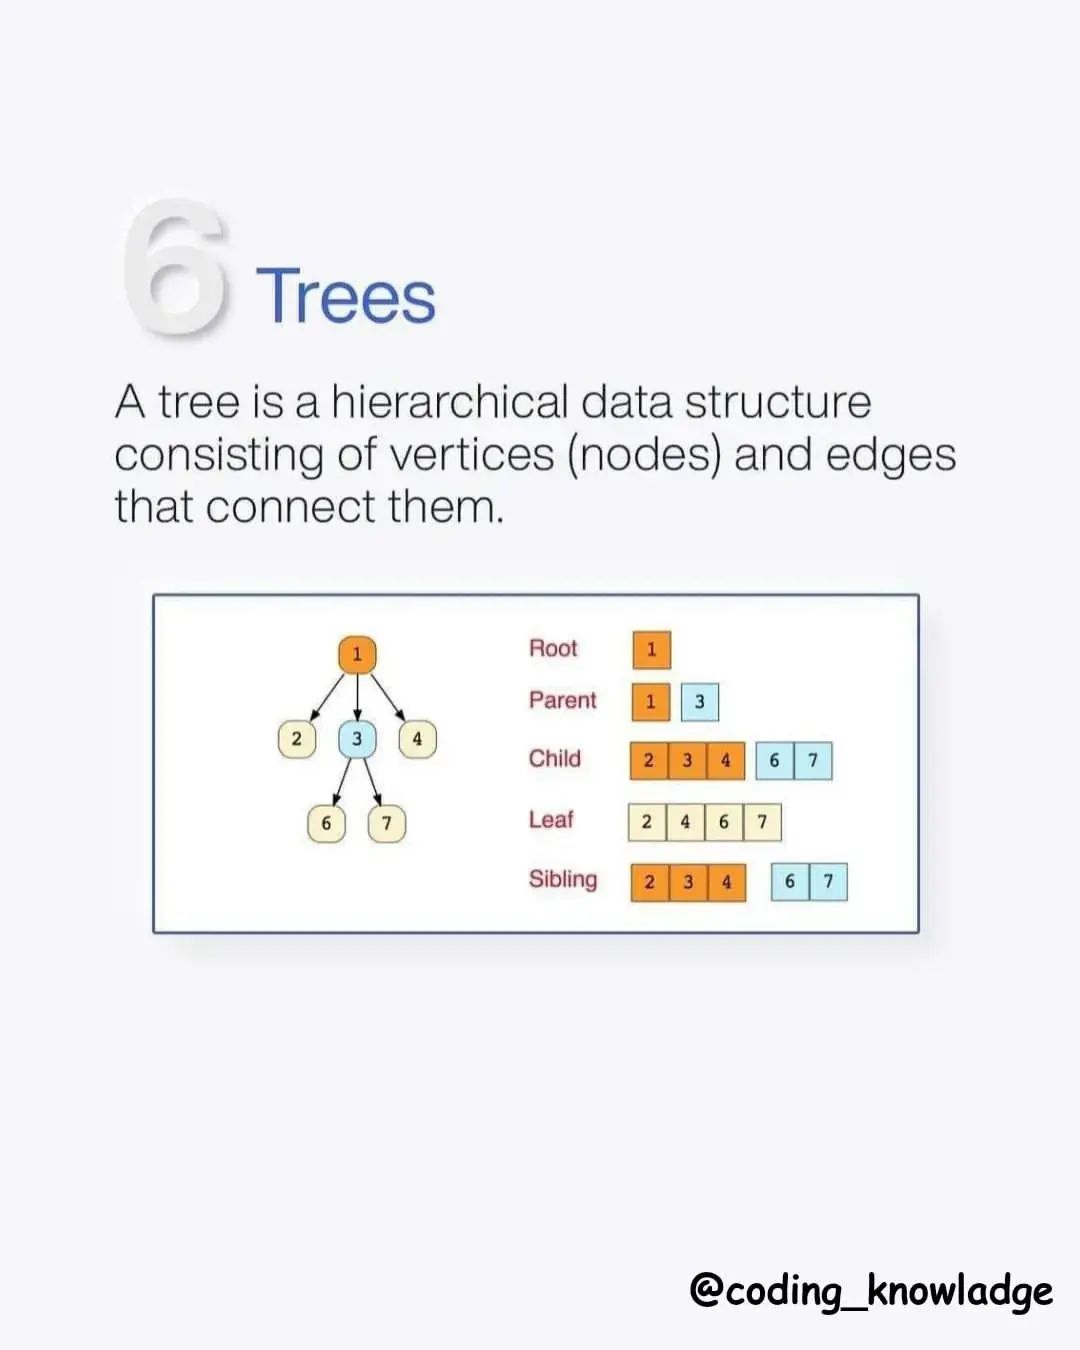 6 Trees
A tree is a hierarchical data structure
consisting of vertices (nodes) and edges
that connect them.
1
2 3 4
6 7
Root 1
Parent 1 3
Child 2 3 4 6 7
Leaf 2 4 6 7
Sibling 2 3 4 6 7
@coding_knowladge